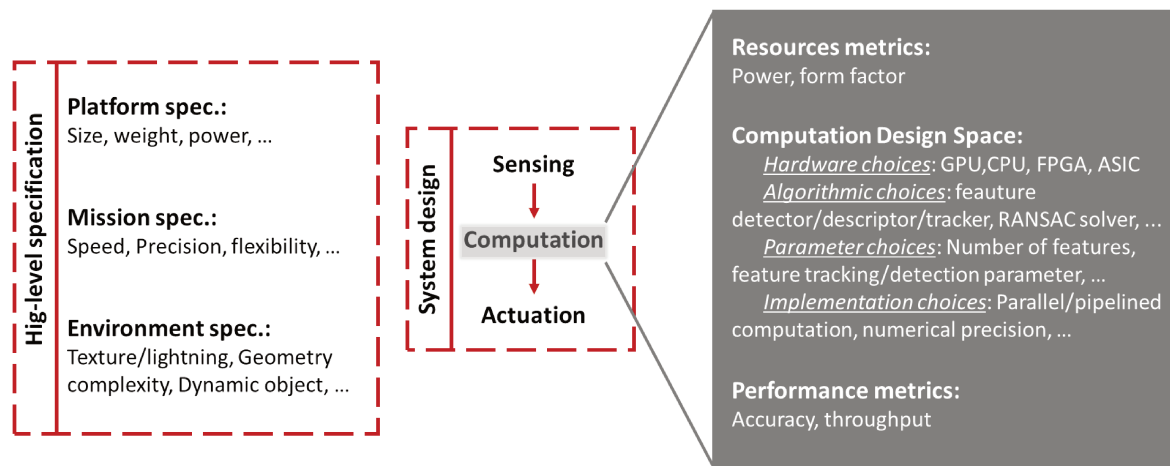 Hig-level specification
Platform spec.:
Size, weight, power, ...
Mission spec.:
Speed, Precision, flexibility, ...
Environment spec.:
Texture/lightning, Geometry
complexity, Dynamic object, ...
System design
Sensing
Computation
Actuation
Resources metrics:
Power, form factor
Computation Design Space:
Hardware choices: GPU,CPU, FPGA, ASIC
Algorithmic choices: feauture
detector/descriptor/tracker, RANSAC solver, ...
Parameter choices: Number of features,
feature tracking/detection parameter, ...
Implementation choices: Parallel/pipelined
computation, numerical precision, ...
Performance metrics:
Accuracy, throughput